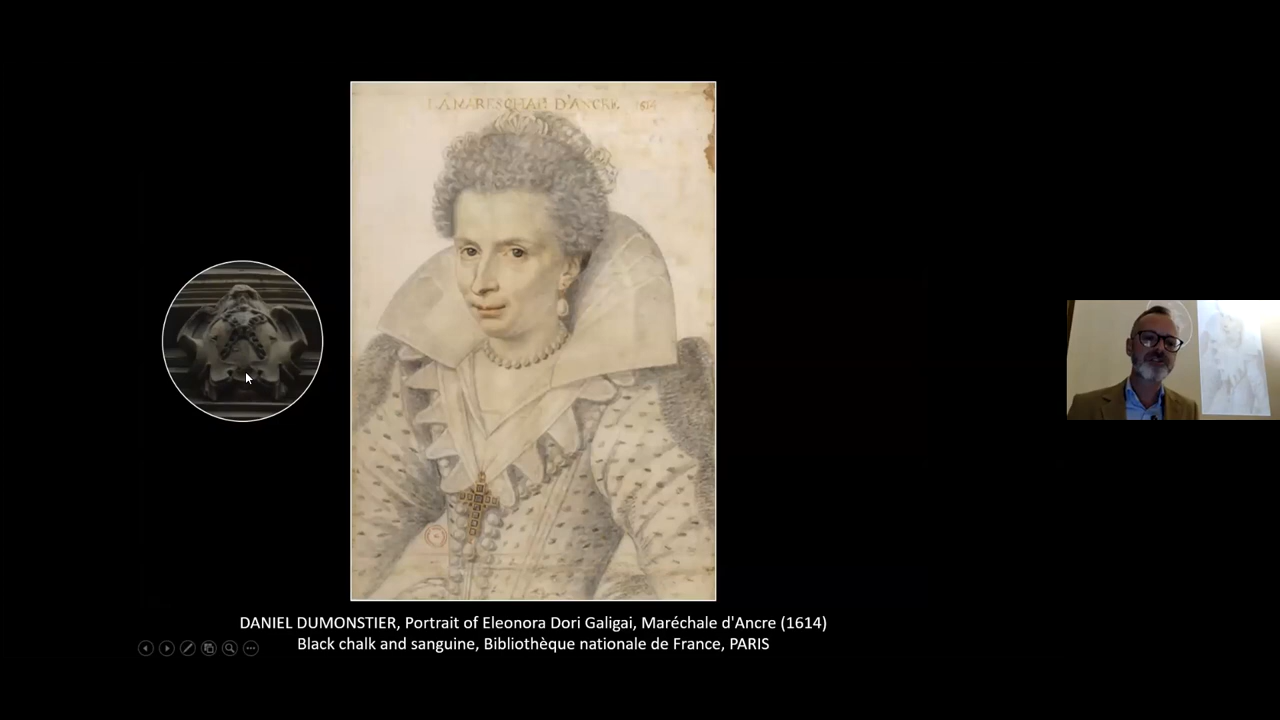 LA MARESCHAL D'ANCRE. 1614
DANIEL DUMONSTIER, Portrait of Eleonora Dori Galigai, Maréchale d'Ancre (1614)
Black chalk and sanguine, Bibliothèque nationale de France, PARIS